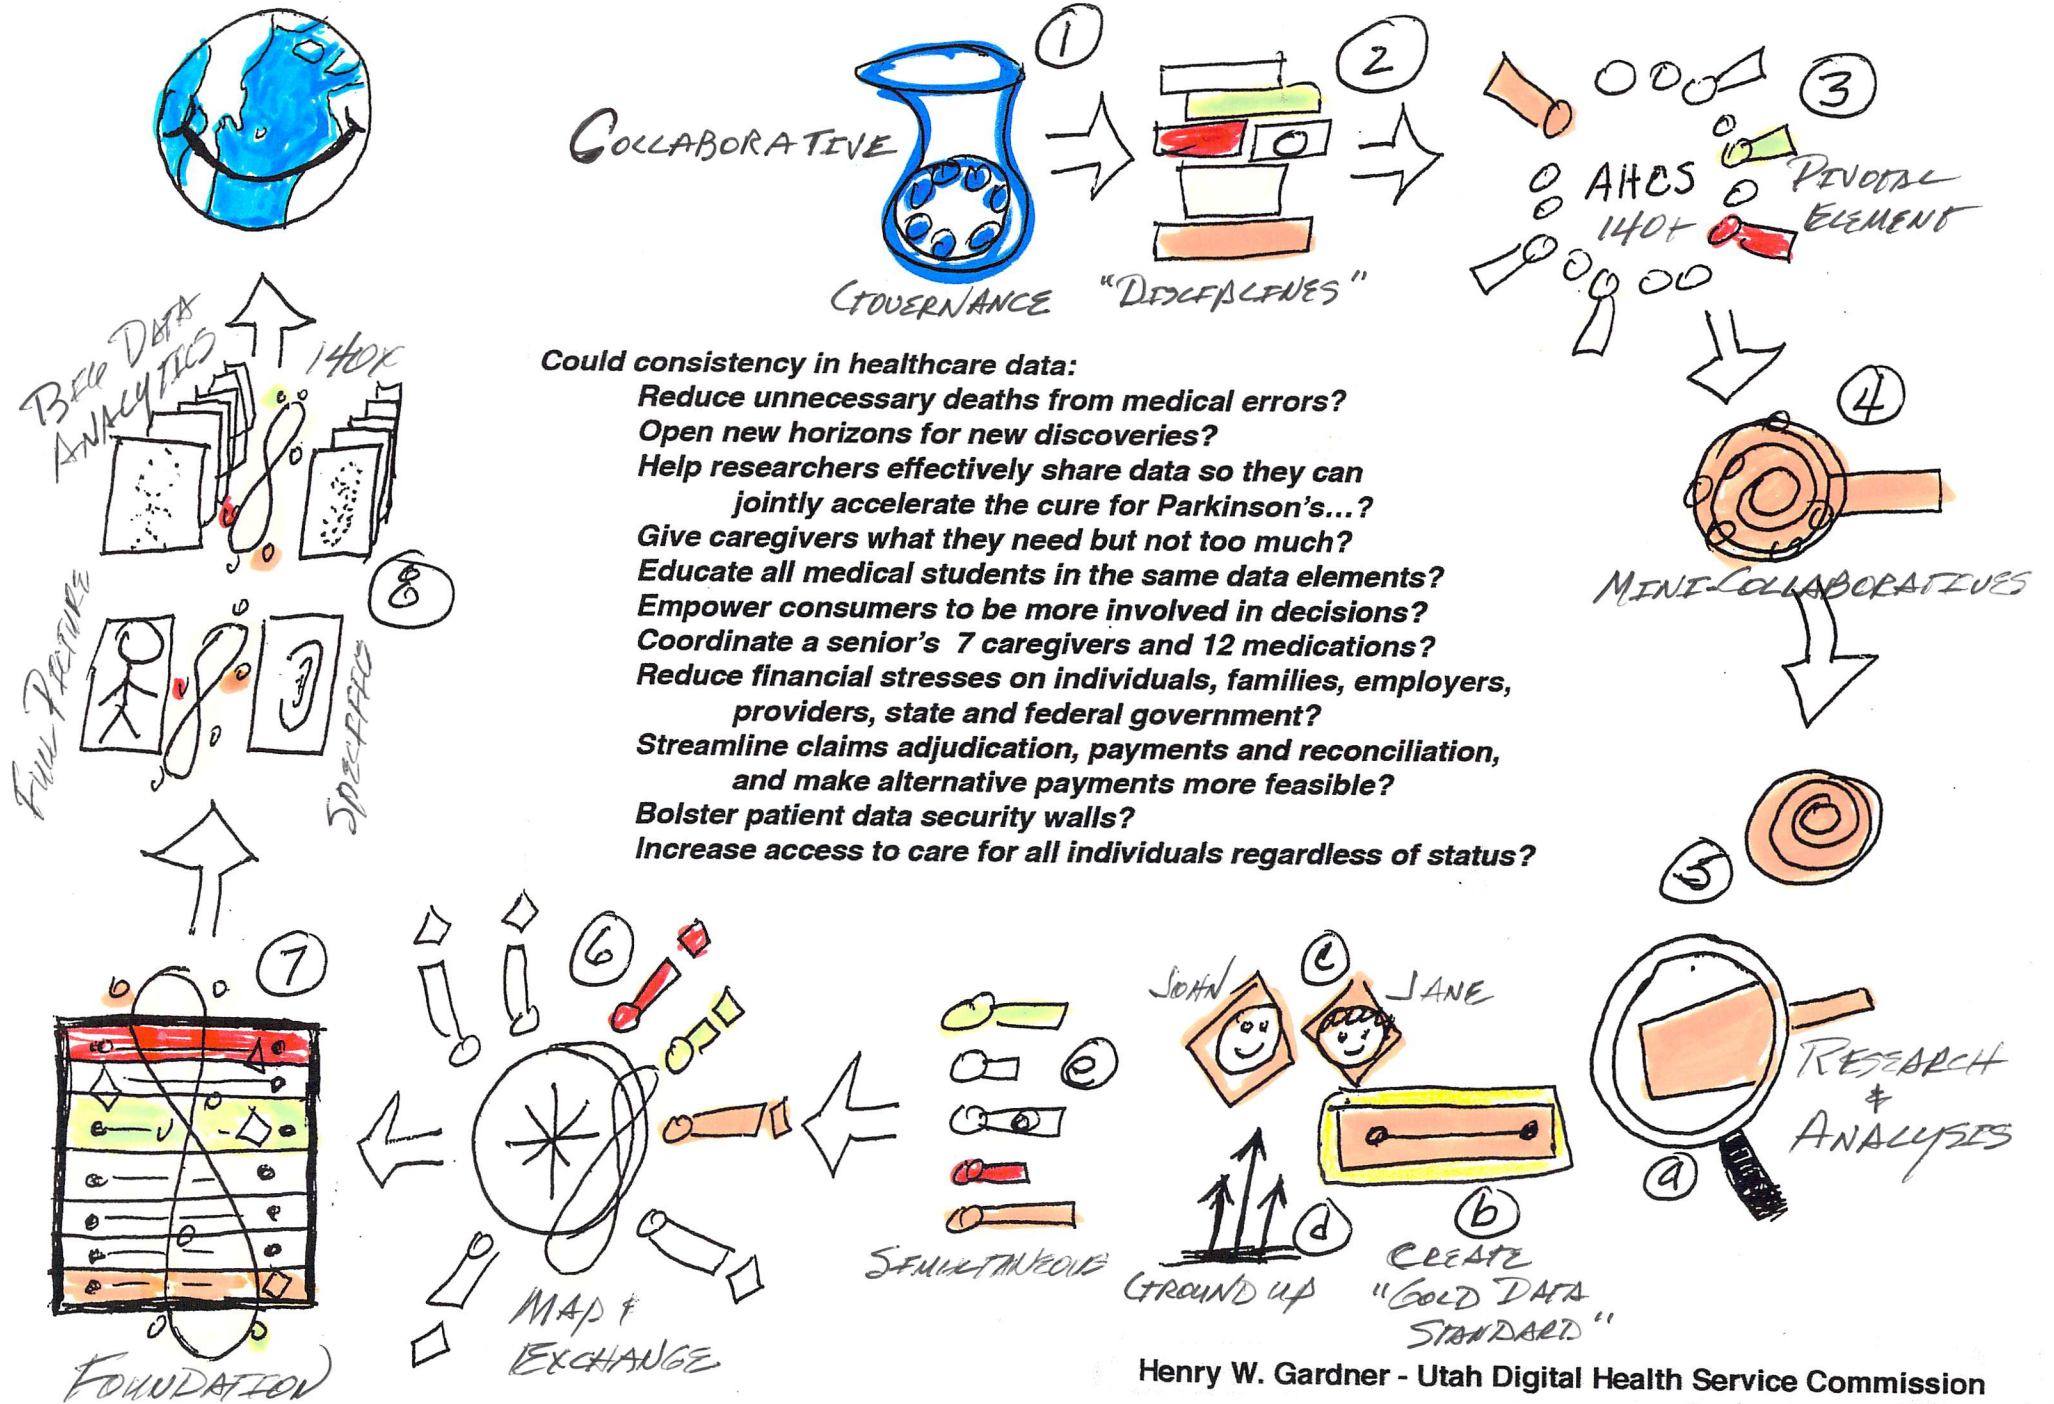 COLLABORATIVE
1
GOVERNANCE
2
"DISCIPLINES"
3
AHCS
140+
PIVOTAL
ELEMENT
4
MINI-COLLABORATIVES
Could consistency in healthcare data:
Reduce unnecessary deaths from medical errors?
Open new horizons for new discoveries?
Help researchers effectively share data so they can
jointly accelerate the cure for Parkinson's...?
Give caregivers what they need but not too much?
Educate all medical students in the same data elements?
Empower consumers to be more involved in decisions?
Coordinate a senior's 7 caregivers and 12 medications?
Reduce financial stresses on individuals, families, employers,
providers, state and federal government?
Streamline claims adjudication, payments and reconciliation,
and make alternative payments more feasible?
Bolster patient data security walls?
Increase access to care for all individuals regardless of status?
5
RESEARCH
&
ANALYSIS
a
b
CREATE
"GOLD DATA
STANDARD"
c
JOHN
JANE
d
GROUND UP
e
SIMULTANEOUS
6
MAP &
EXCHANGE
7
FOUNDATION
8
FULL PICTURE
SPECIFIC
BIG DATA
ANALYTICS
140X
Henry W. Gardner - Utah Digital Health Service Commission